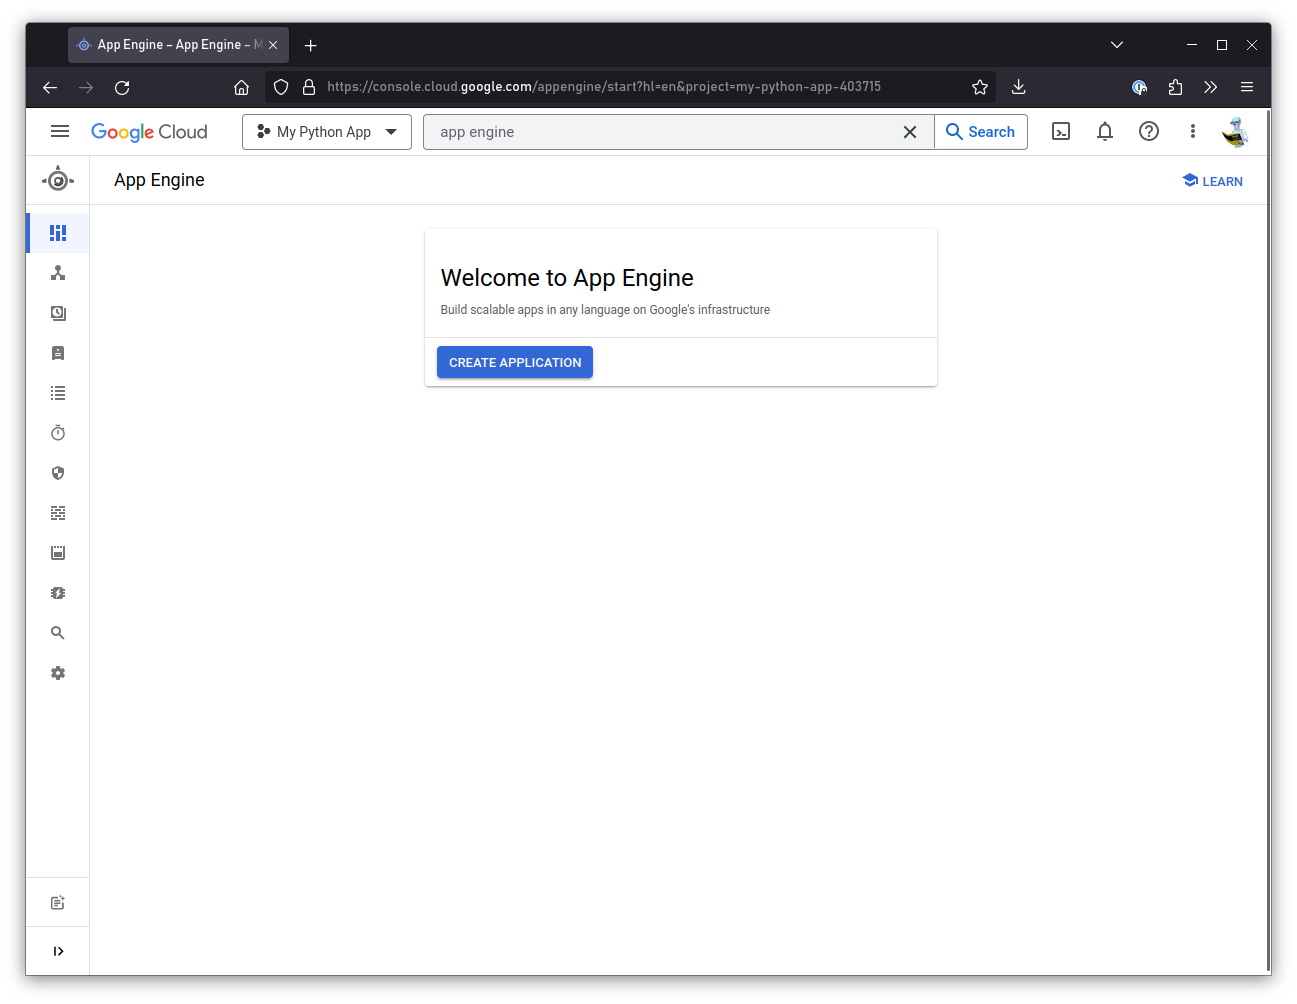 App Engine – App Engine – M
https://console.cloud.google.com/appengine/start?hl=en&project=my-python-app-403715
Google Cloud
My Python App
app engine
Search
App Engine
LEARN
Welcome to App Engine
Build scalable apps in any language on Google's infrastructure
CREATE APPLICATION